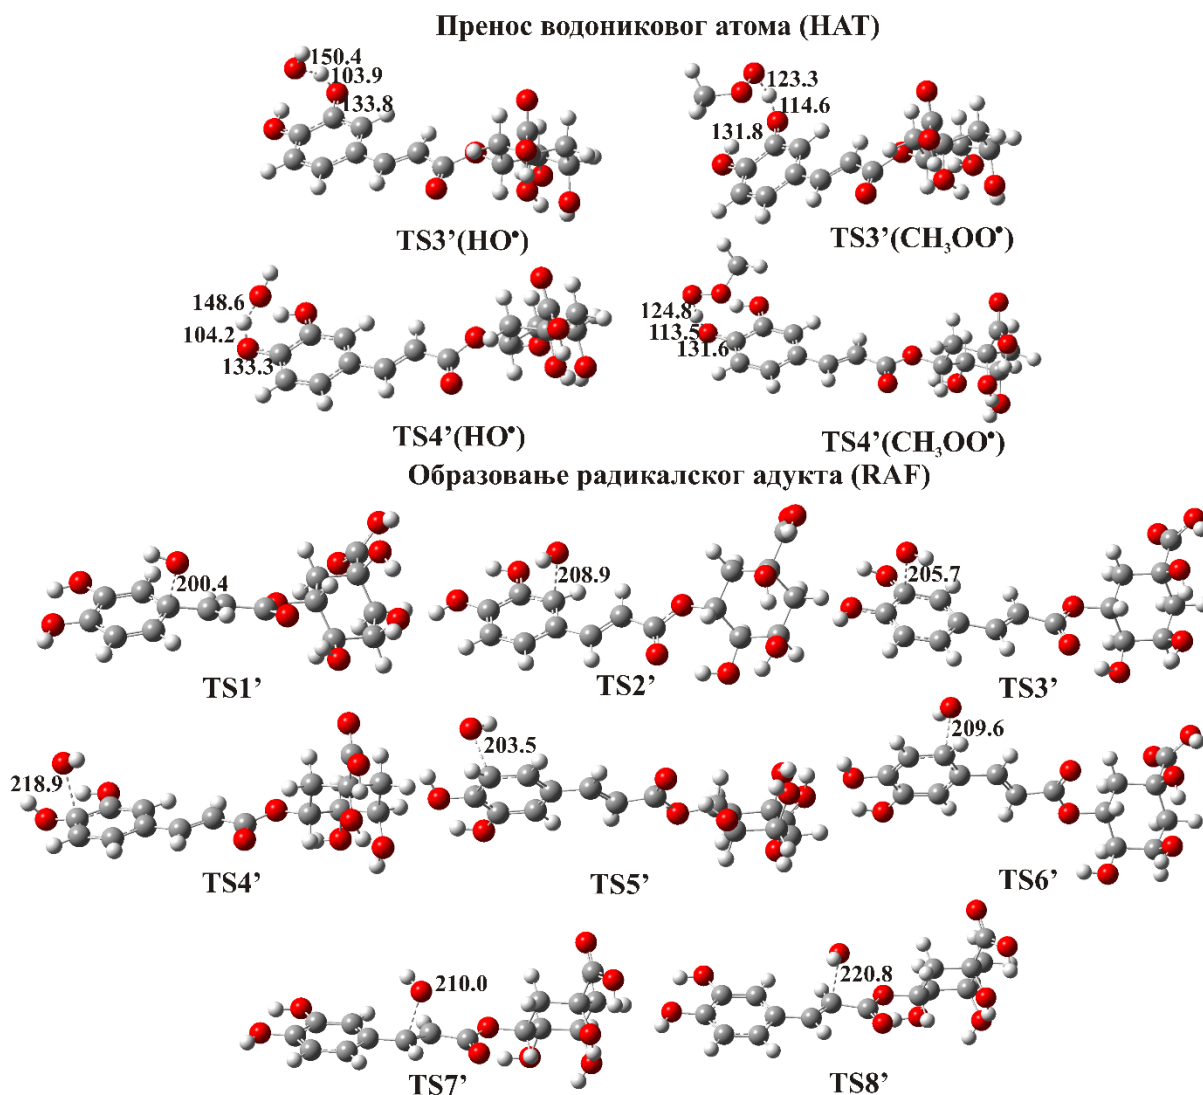 Пренос водоникової атома (HAT)
150.4
103.9
133.8
123.3
114.6
131.8
TS3’(HO•)
TS3’(CH₃OO•)
148.6
104.2
133.3
124.8
113.5
131.6
TS4’(HO•)
TS4’(CH₃OO•)
Образовање радикалског адукта (RAF)
200.4
208.9
205.7
TS1’
TS2’
TS3’
218.9
203.5
209.6
TS4’
TS5’
TS6’
210.0
220.8
TS7’
TS8’